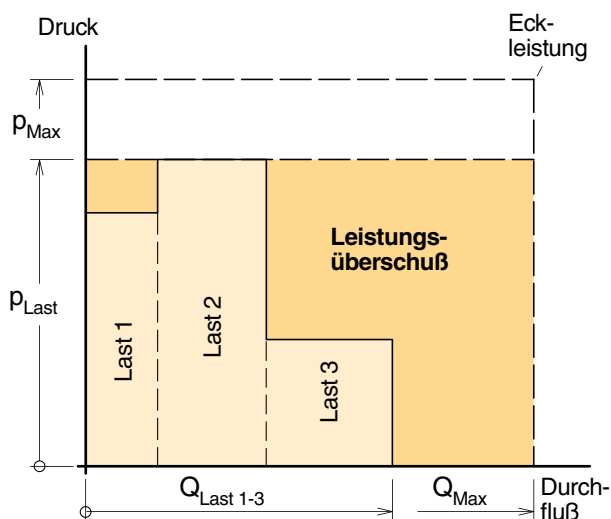 Druck
Eck-
leistung
pMax
Leistungs-
überschuß
pLast
Last 1
Last 2
Last 3
QLast 1-3
QMax
Durch-
fluß